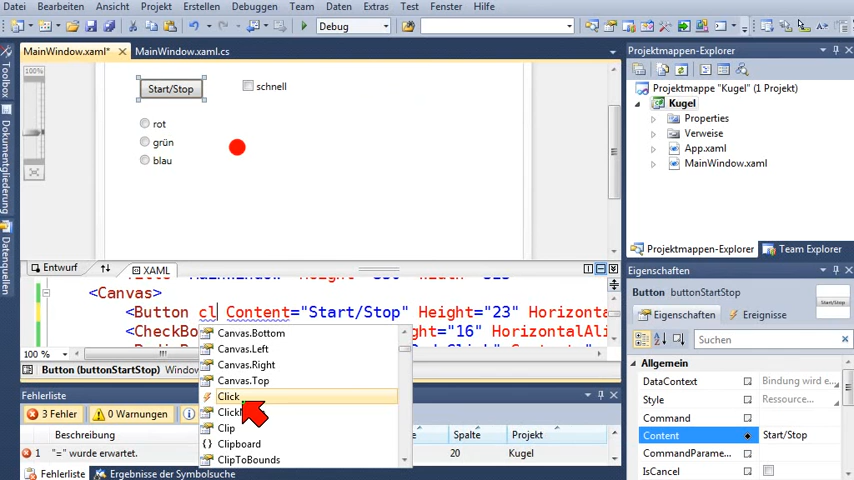 Datei Bearbeiten Ansicht Projekt Erstellen Debuggen Team Daten Extras Test Fenster Hilfe
Debug
MainWindow.xaml* MainWindow.xaml.cs
100%
Start/Stop
schnell
rot
grün
blau
Toolbox
Dokumentgliederung
Datenquellen
Entwurf XAML
<Canvas>
<Button cl Content="Start/Stop" Height="23" Horizontal
<CheckBo ght="16" HorizontalAli
100 %
Button (buttonStartStop) Window
Canvas.Bottom
Canvas.Left
Canvas.Right
Canvas.Top
Click
Clip
Clipboard
ClipToBounds
Fehlerliste
3 Fehler 0 Warnungen
Beschreibung Spalte Projekt
1 "=" wurde erwartet. 20 Kugel
Fehlerliste Ergebnisse der Symbolsuche
Projektmappen-Explorer
Projektmappe "Kugel" (1 Projekt)
Kugel
Properties
Verweise
App.xaml
MainWindow.xaml
Projektmappen-Explorer Team Explorer
Eigenschaften
Button buttonStartStop
Start/Stop
Eigenschaften Ereignisse
Suchen
Allgemein
DataContext Bindung wird e
Style Ressource...
Command
Content Start/Stop
CommandParame...
IsCancel